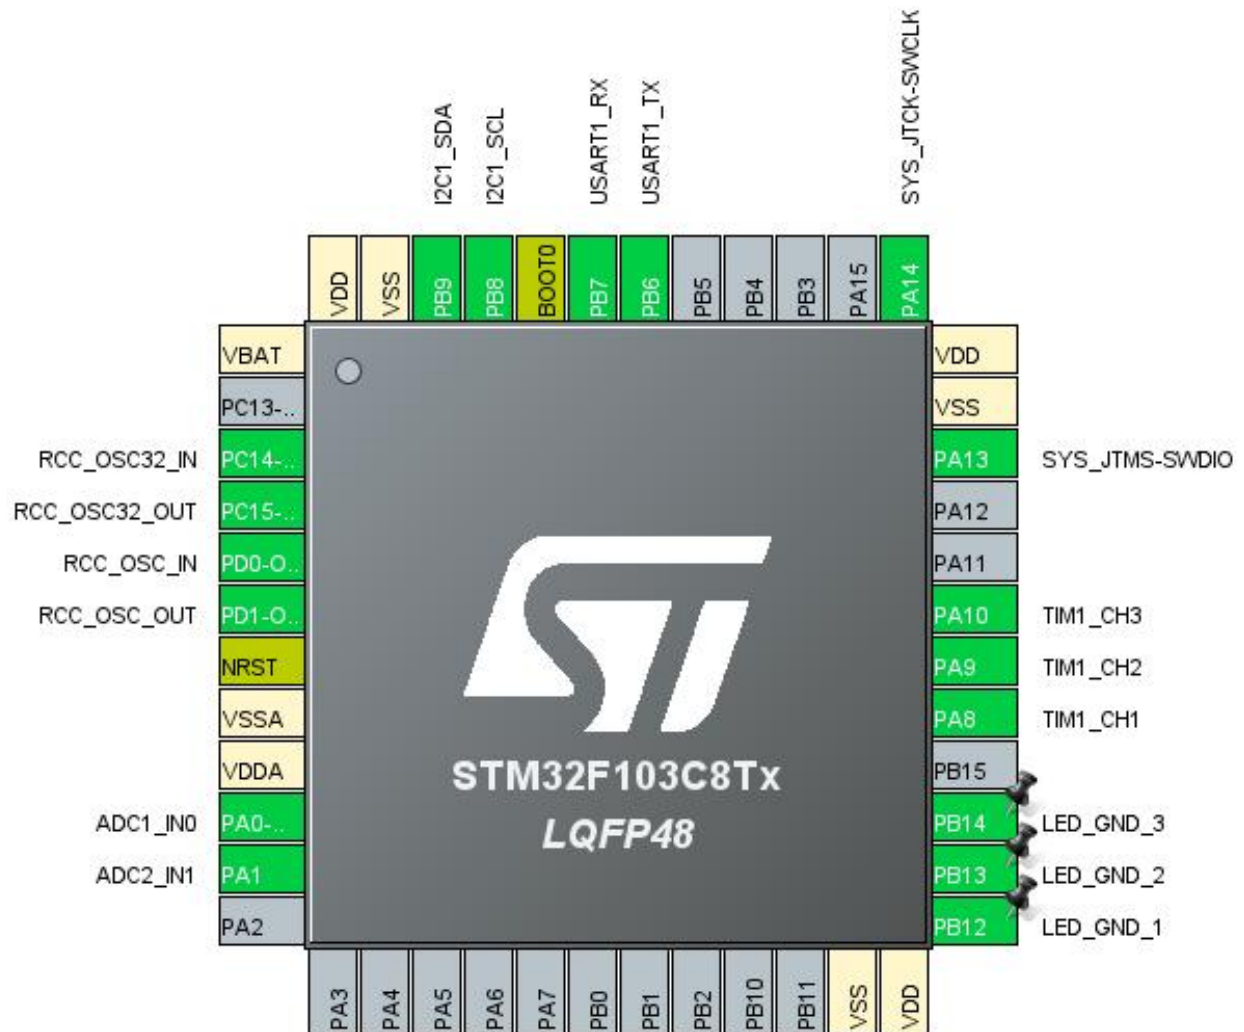 I2C1_SDA
I2C1_SCL
USART1_RX
USART1_TX
SYS_JTCK-SWCLK
VDD
VSS
PB9
PB8
BOOT0
PB7
PB6
PB5
PB4
PB3
PA15
PA14
VBAT
PC13-..
RCC_OSC32_IN PC14-..
RCC_OSC32_OUT PC15-..
RCC_OSC_IN PD0-O..
RCC_OSC_OUT PD1-O..
NRST
VSSA
VDDA
ADC1_IN0 PA0-..
ADC2_IN1 PA1
PA2
ST
STM32F103C8Tx
LQFP48
VDD
VSS
PA13 SYS_JTMS-SWDIO
PA12
PA11
PA10 TIM1_CH3
PA9 TIM1_CH2
PA8 TIM1_CH1
PB15
PB14 LED_GND_3
PB13 LED_GND_2
PB12 LED_GND_1
PA3
PA4
PA5
PA6
PA7
PB0
PB1
PB2
PB10
PB11
VSS
VDD